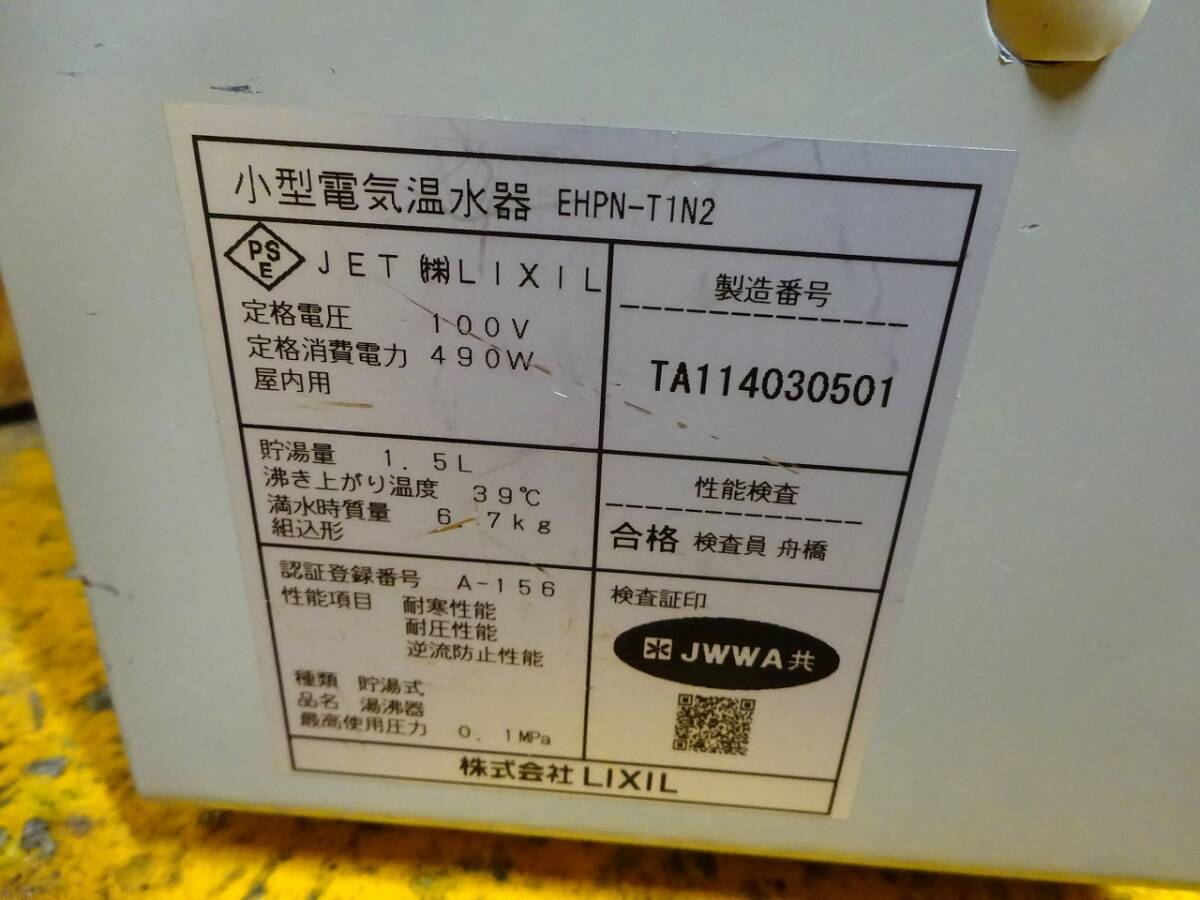 小型電気温水器 EHPN-T1N2
PS E JET ㈱LIXIL
定格電圧 100V
定格消費電力 490W
屋内用
製造番号
TA114030501
貯湯量 1.5L
沸き上がり温度 39℃
満水時質量 6.7kg
組込形
性能検査
合格 検査員 舟橋
認証登録番号 A-156
性能項目 耐寒性能
耐圧性能
逆流防止性能
種類 貯湯式
品名 湯沸器
最高使用圧力 0.1MPa
検査証印
水 JWWA共
株式会社 LIXIL